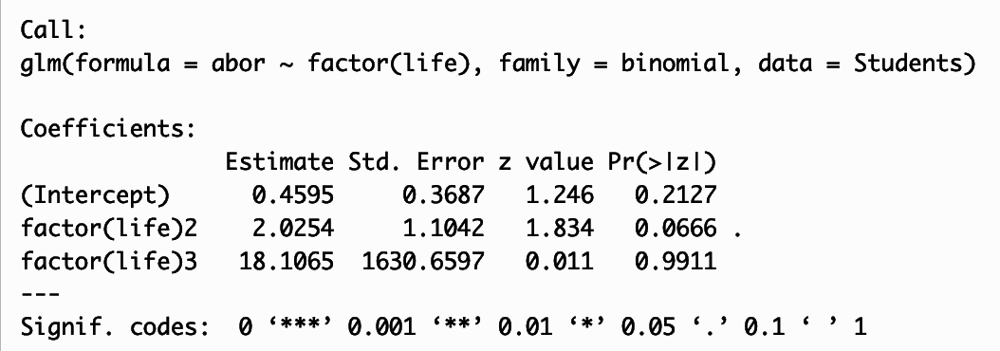 Call:
glm(formula = abor ~ factor(life), family = binomial, data = Students)
Coefficients:
Estimate Std. Error z value Pr(>|z|)
(Intercept) 0.4595 0.3687 1.246 0.2127
factor(life)2 2.0254 1.1042 1.834 0.0666 .
factor(life)3 18.1065 1630.6597 0.011 0.9911
---
Signif. codes: 0 ‘***’ 0.001 ‘**’ 0.01 ‘*’ 0.05 ‘.’ 0.1 ‘ ’ 1